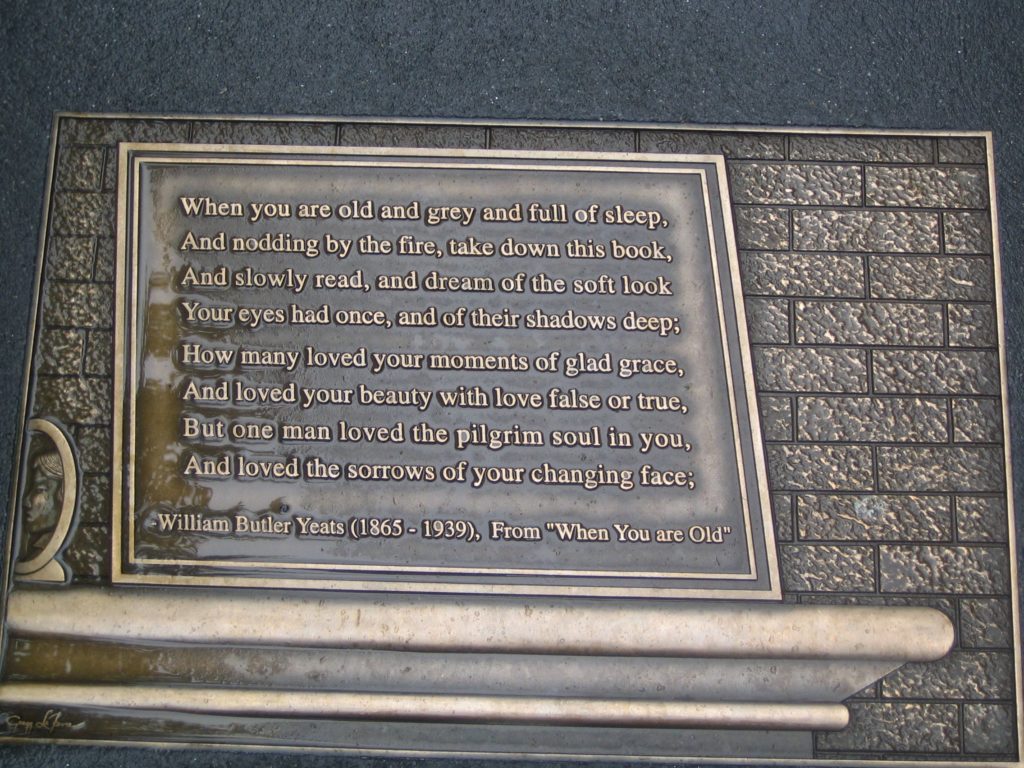 When you are old and grey and full of sleep,
And nodding by the fire, take down this book,
And slowly read, and dream of the soft look
Your eyes had once, and of their shadows deep;
How many loved your moments of glad grace,
And loved your beauty with love false or true,
But one man loved the pilgrim soul in you,
And loved the sorrows of your changing face;
-William Butler Yeats (1865 - 1939), From "When You are Old"